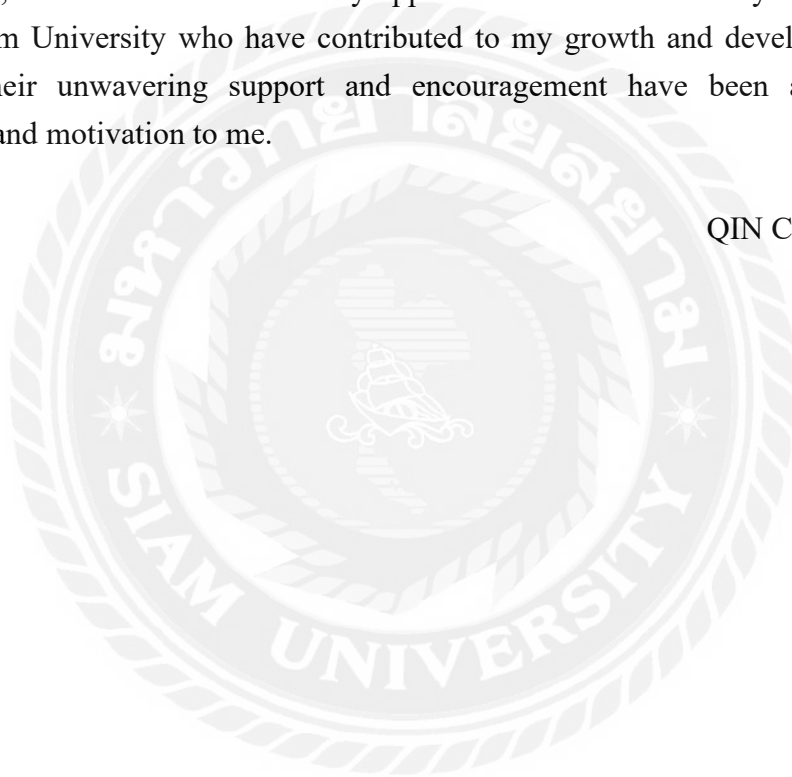 m University who have contributed to my growth and devel
heir unwavering support and encouragement have been a
and motivation to me.
QIN C
มหาวิทยาลัยสยาม
SIAM UNIVERSITY